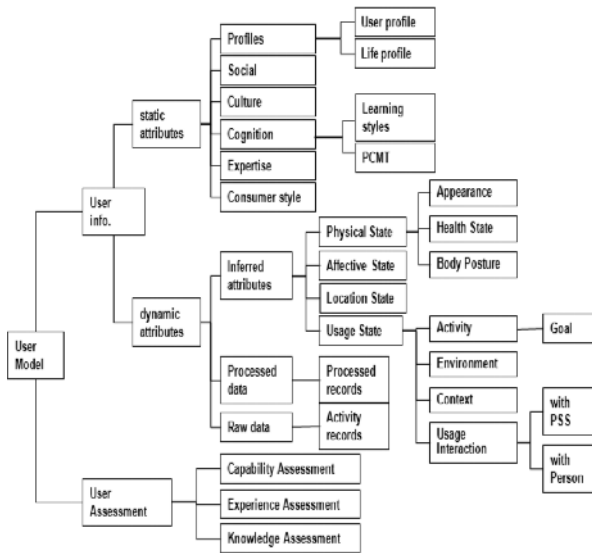 User profile
Profiles
Life profile
Social
Culture
Learning
styles
static
attributes
Cognition
PCMT
Expertise
Appearance
Consumer style
User
info.
Physical State
Health State
Inferred
attributes
Affective State
Body Posture
Location State
dynamic
attributes
Usage State
Activity
Goal
User
Model
Environment
Processed
data
Processed
records
Context
with
PSS
Raw data
Activity
records
Usage
Interaction
with
Person
Capability Assessment
User
Assessment
Experience Assessment
Knowledge Assessment